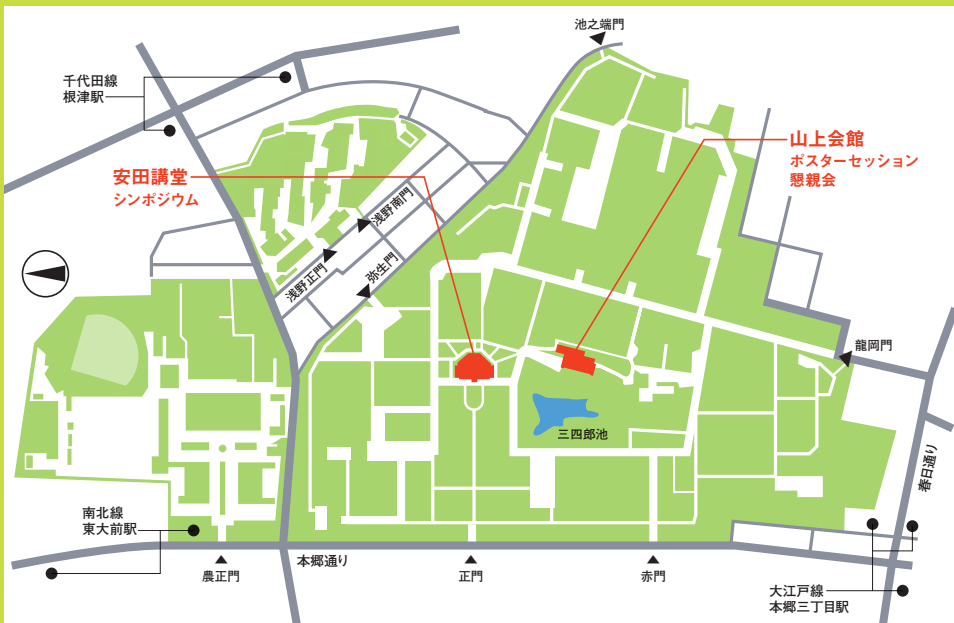 池之端門
千代田線
根津駅
山上会館
ポスターセッション
懇親会
安田講堂
シンポジウム
浅野南門
弥生門
浅野正門
龍岡門
三四郎池
春日通り
南北線
東大前駅
本郷通り
農正門
正門
赤門
大江戸線
本郷三丁目駅